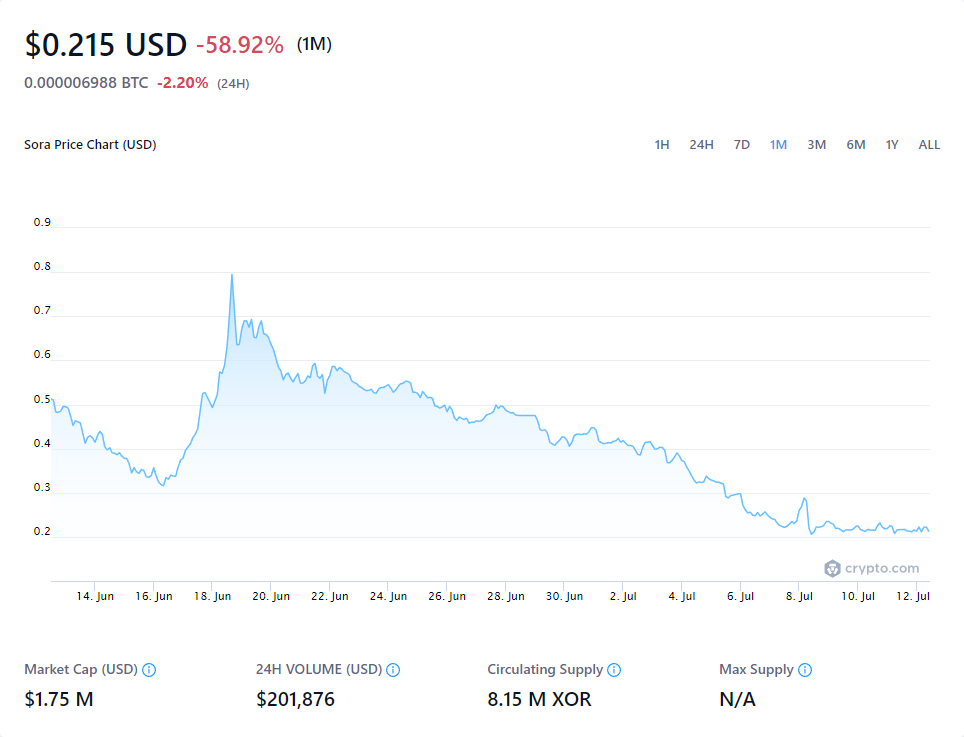 $0.215 USD -58.92% (1M)
0.000006988 BTC -2.20% (24H)
Sora Price Chart (USD) 1H 24H 7D 1M 3M 6M 1Y ALL
0.9
0.8
0.7
0.6
0.5
0.4
0.3
0.2
crypto.com
14. Jun 16. Jun 18. Jun 20. Jun 22. Jun 24. Jun 26. Jun 28. Jun 30. Jun 2. Jul 4. Jul 6. Jul 8. Jul 10. Jul 12. Jul
Market Cap (USD) 24H VOLUME (USD) Circulating Supply Max Supply
$1.75 M $201,876 8.15 M XOR N/A